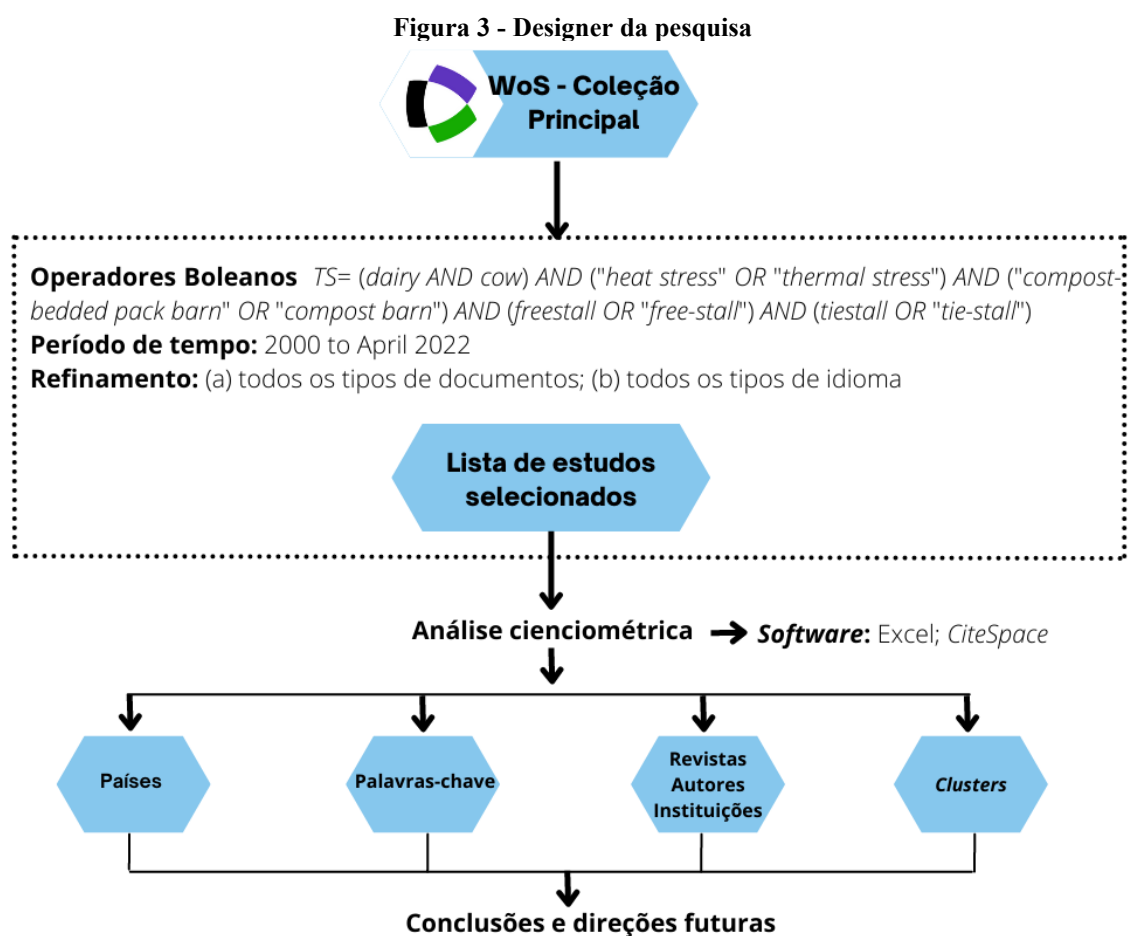 Figura 3 - Designer da pesquisa
WoS - Coleção
Principal
Operadores Boleanos TS= (dairy AND cow) AND ("heat stress" OR "thermal stress") AND ("compost-
bedded pack barn" OR "compost barn") AND (freestall OR "free-stall") AND (tiestall OR "tie-stall")
Período de tempo: 2000 to April 2022
Refinamento: (a) todos os tipos de documentos; (b) todos os tipos de idioma
Lista de estudos
selecionados
Análise cienciométrica
Software: Excel; CiteSpace
Países
Palavras-chave
Revistas
Autores
Instituições
Clusters
Conclusões e direções futuras